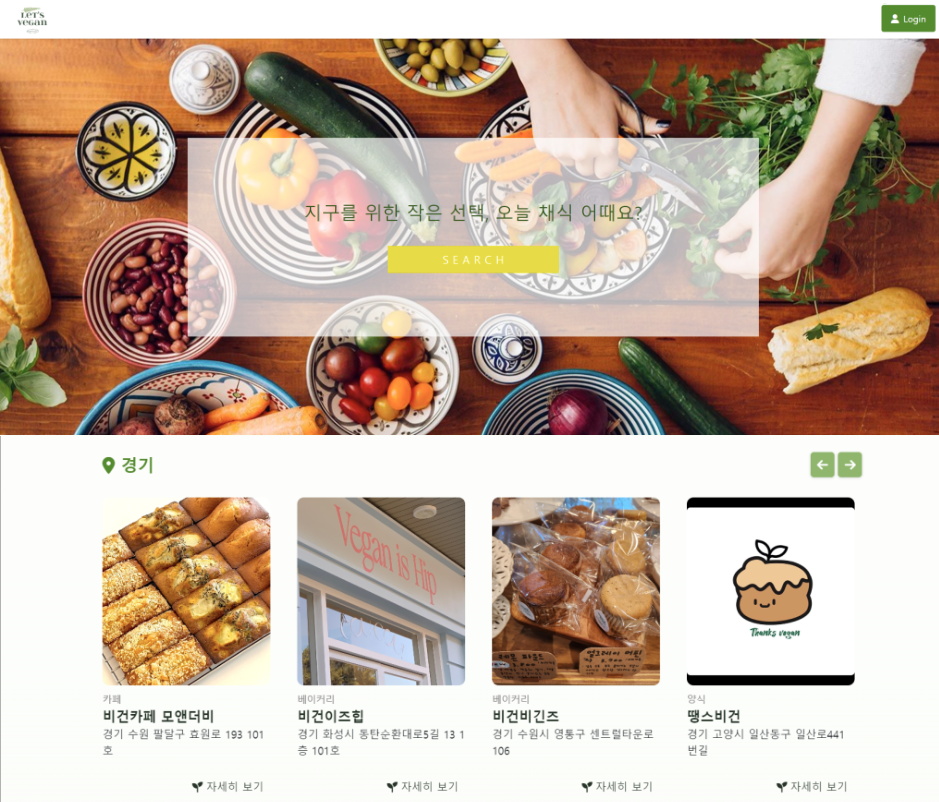 LET'S
vegan
Login
지구를 위한 작은 선택, 오늘 채식 어때요?
SEARCH
경기
Vegan is Hip
Thanks vegan
카페
비건카페 모앤더비
경기 수원 팔달구 효원로 193 101
호
자세히 보기
베이커리
비건이즈힙
경기 화성시 동탄순환대로5길 13 1
층 101호
자세히 보기
베이커리
비건비긴즈
경기 수원시 영통구 센트럴타운로
106
자세히 보기
양식
땡스비건
경기 고양시 일산동구 일산로441
번길
자세히 보기